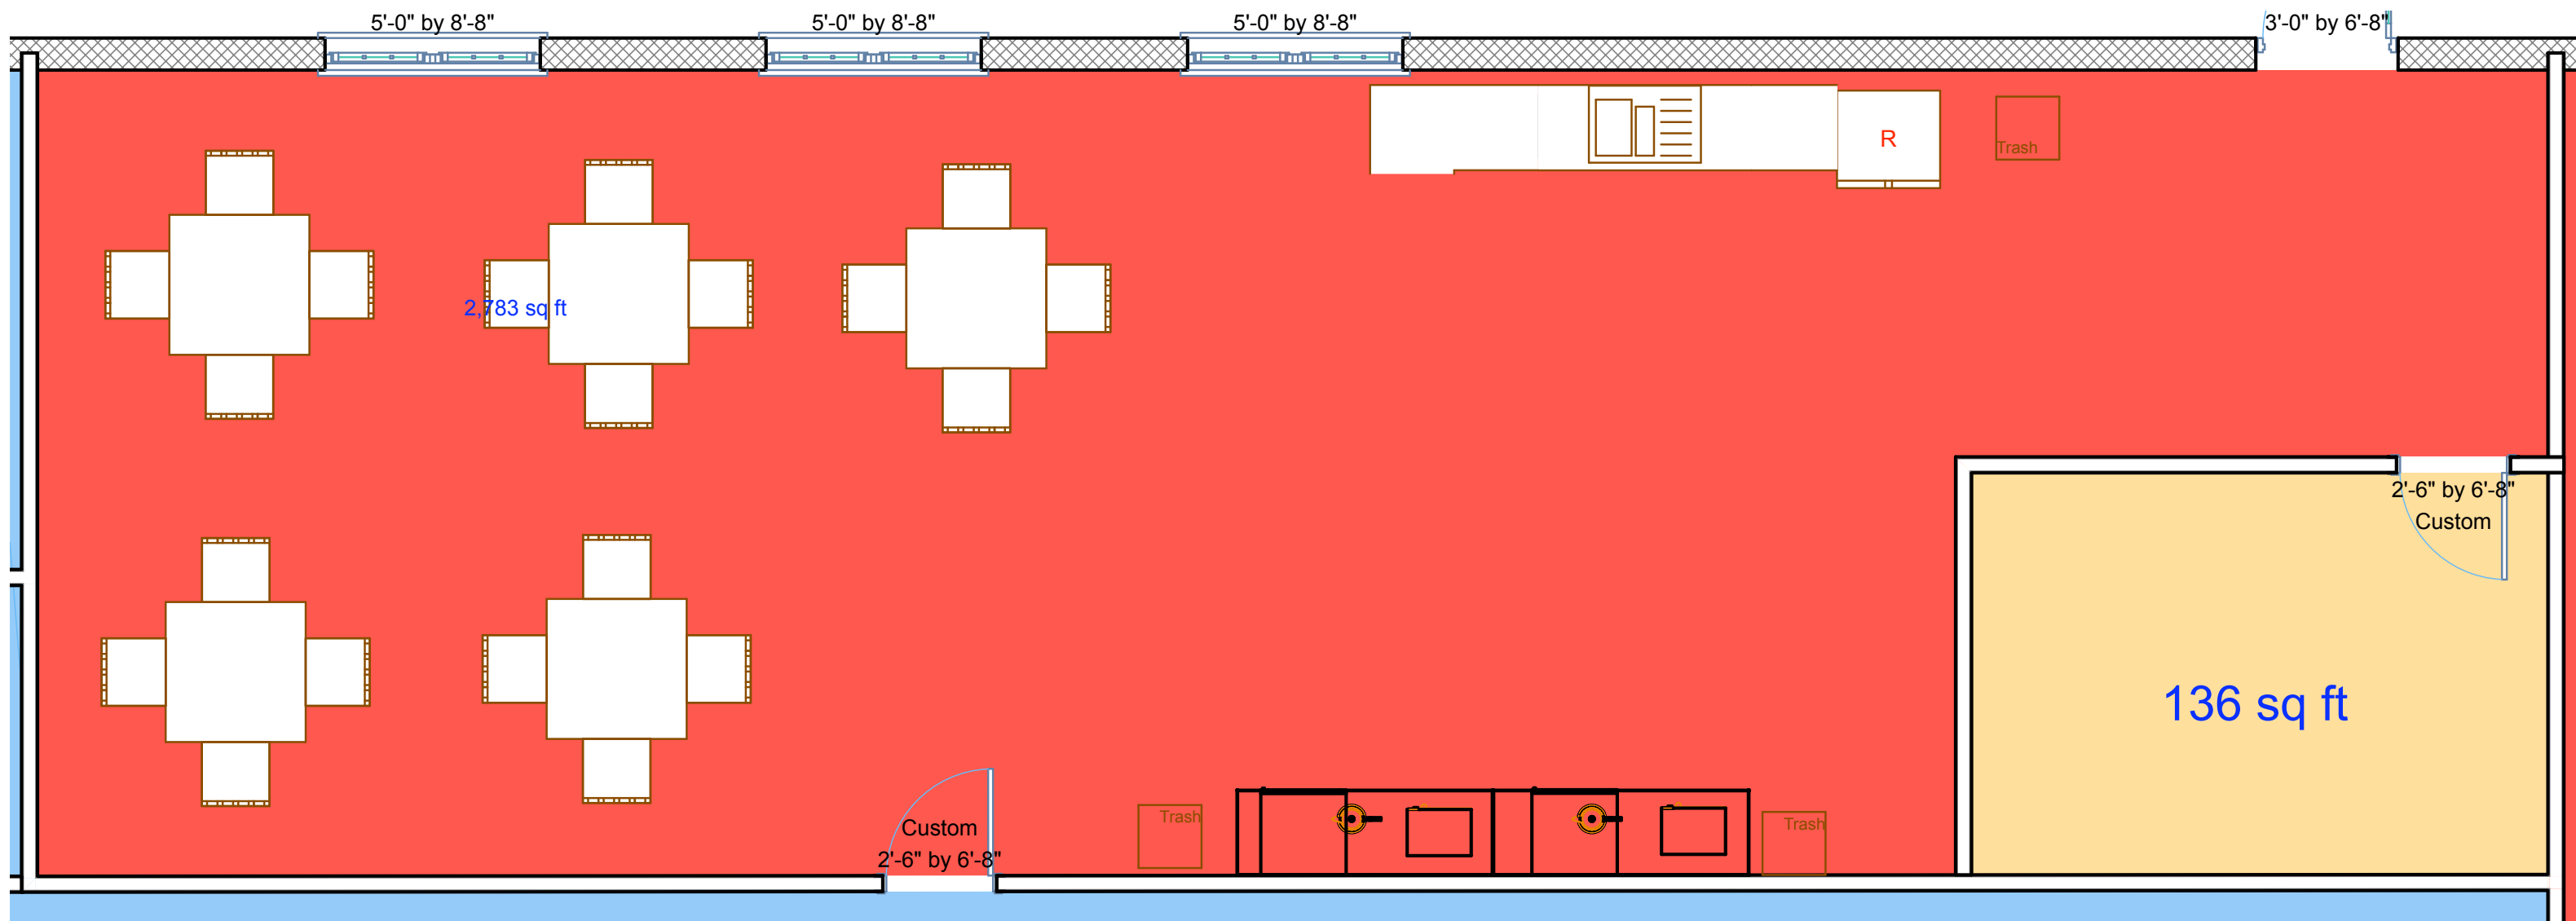 5'-0" by 8'-8"
5'-0" by 8'-8"
5'-0" by 8'-8"
3'-0" by 6'-8"
R
Trash
2,783 sq ft
2'-6" by 6'-8"
Custom
136 sq ft
Custom
2'-6" by 6'-8"
Trash
Trash